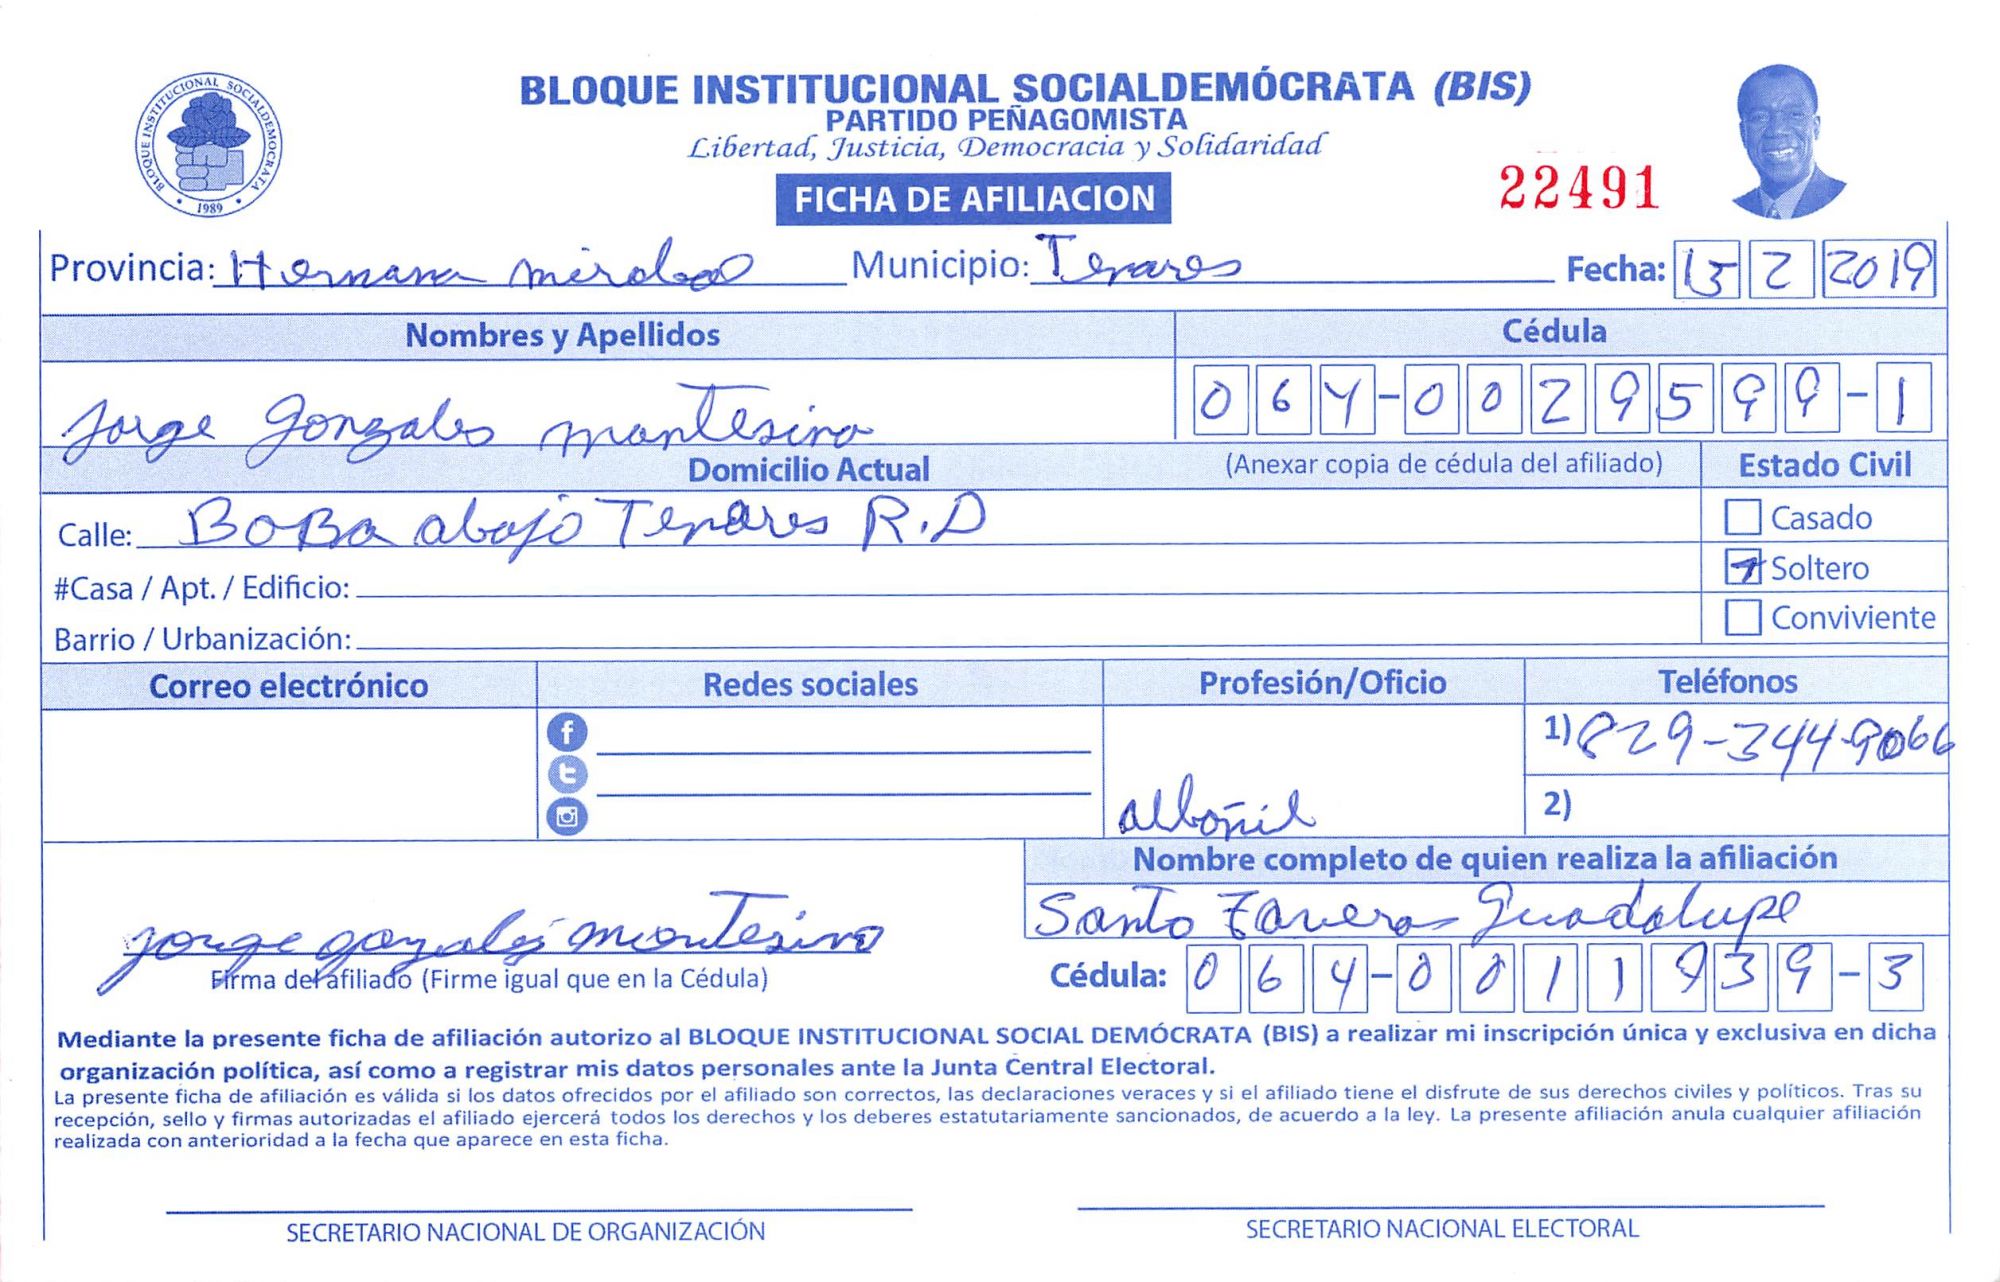 BLOQUE INSTITUCIONAL SOCIALDEMOCRATA
1989
BLOQUE INSTITUCIONAL SOCIALDEMÓCRATA (BIS)
PARTIDO PEÑAGOMISTA
Libertad, Justicia, Democracia y Solidaridad
FICHA DE AFILIACION
22491
Provincia: Hermana mirabal Municipio: Tenares Fecha: 15 2 2019
Nombres y Apellidos Cédula
Jorge Gonzales montesino 064-0029599-1
Domicilio Actual (Anexar copia de cédula del afiliado) Estado Civil
Calle: BoBa abajo Tenares R.D Casado
#Casa / Apt. / Edificio: Soltero
Barrio / Urbanización: Conviviente
Correo electrónico Redes sociales Profesión/Oficio Teléfonos
1) 829-344-9066
albañil 2)
Nombre completo de quien realiza la afiliación
Santo Taveras Guadalupe
jorge gonzales montesino
Firma del afiliado (Firme igual que en la Cédula) Cédula: 064-0011939-3
Mediante la presente ficha de afiliación autorizo al BLOQUE INSTITUCIONAL SOCIAL DEMÓCRATA (BIS) a realizar mi inscripción única y exclusiva en dicha
organización política, así como a registrar mis datos personales ante la Junta Central Electoral.
La presente ficha de afiliación es válida si los datos ofrecidos por el afiliado son correctos, las declaraciones veraces y si el afiliado tiene el disfrute de sus derechos civiles y políticos. Tras su
recepción, sello y firmas autorizadas el afiliado ejercerá todos los derechos y los deberes estatutariamente sancionados, de acuerdo a la ley. La presente afiliación anula cualquier afiliación
realizada con anterioridad a la fecha que aparece en esta ficha.
SECRETARIO NACIONAL DE ORGANIZACIÓN SECRETARIO NACIONAL ELECTORAL